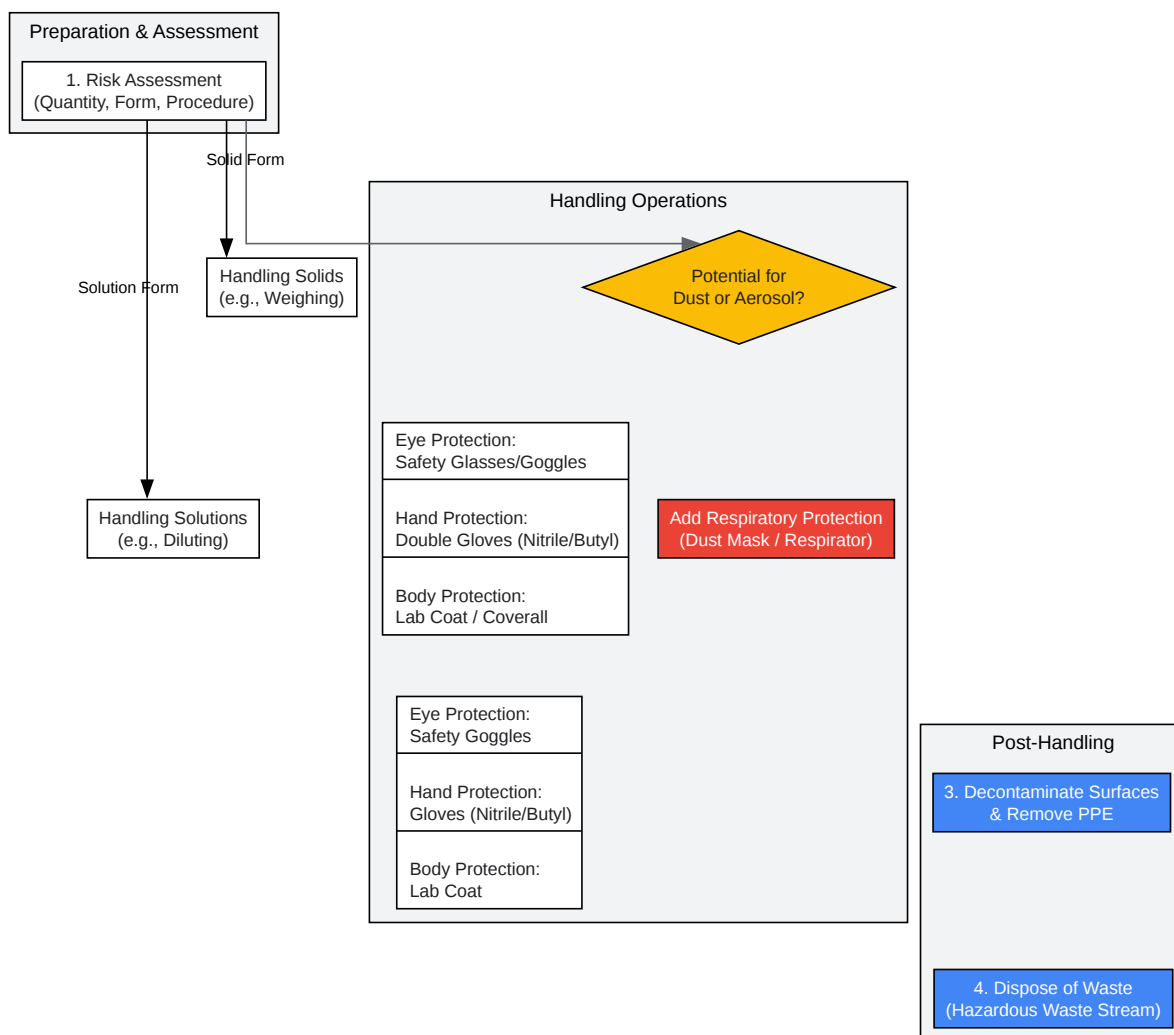 Preparation & Assessment
1. Risk Assessment
(Quantity, Form, Procedure)
Solid Form
Handling Operations
Potential for
Dust or Aerosol?
Handling Solids
(e.g., Weighing)
Solution Form
Eye Protection:
Safety Glasses/Goggles
Hand Protection:
Double Gloves (Nitrile/Butyl)
Body Protection:
Lab Coat / Coverall
Add Respiratory Protection
(Dust Mask / Respirator)
Handling Solutions
(e.g., Diluting)
Eye Protection:
Safety Goggles
Hand Protection:
Gloves (Nitrile/Butyl)
Body Protection:
Lab Coat
Post-Handling
3. Decontaminate Surfaces
& Remove PPE
4. Dispose of Waste
(Hazardous Waste Stream)